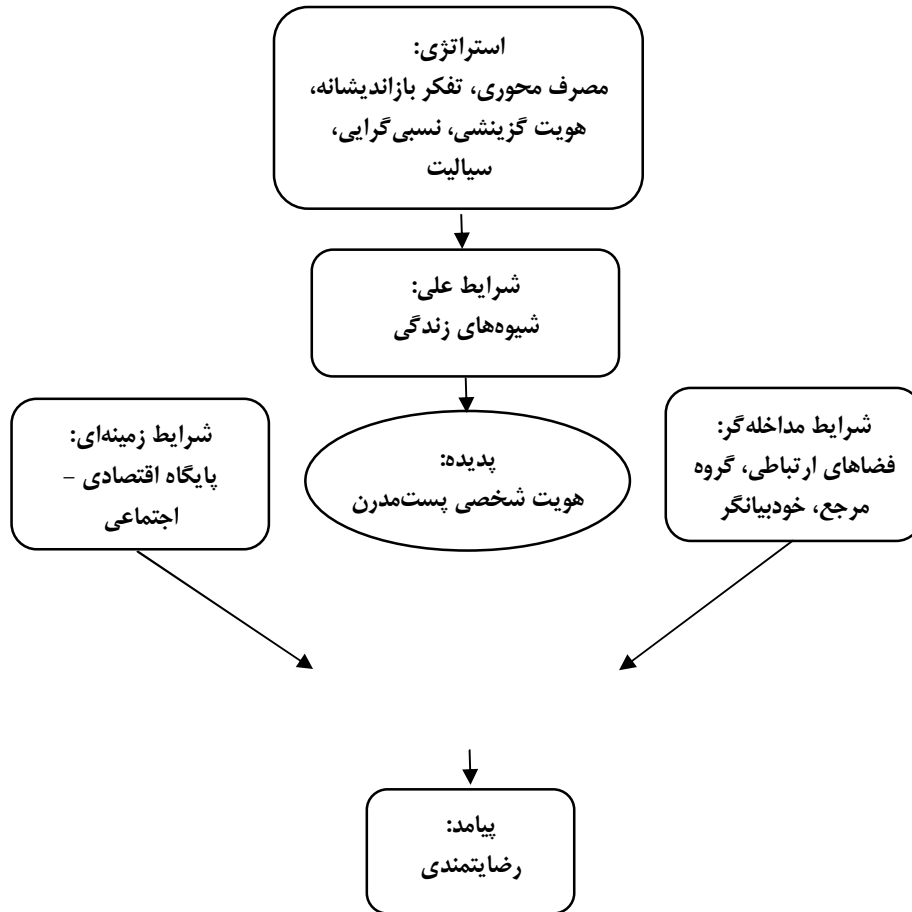 استراتژی:
مصرف محوری، تفکر بازاندیشانه،
هویت گزینشی، نسبی‌گرایی،
سیالیت
شرایط علی:
شیوه‌های زندگی
شرایط مداخله‌گر:
فضاهای ارتباطی، گروه
مرجع، خودبیانگر
پدیده:
هویت شخصی پست‌مدرن
شرایط زمینه‌ای:
پایگاه اقتصادی –
اجتماعی
پیامد:
رضایتمندی